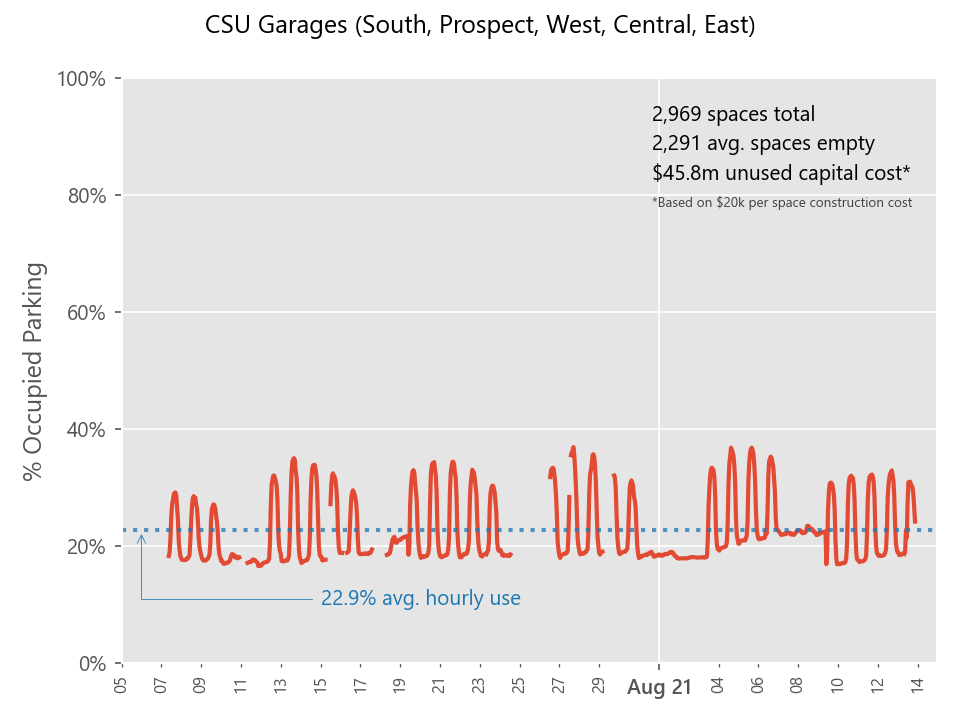 CSU Garages (South, Prospect, West, Central, East)
100%
80%
60%
40%
20%
0%
% Occupied Parking
2,969 spaces total
2,291 avg. spaces empty
$45.8m unused capital cost*
*Based on $20k per space construction cost
22.9% avg. hourly use
05 07 09 11 13 15 17 19 21 23 25 27 29 Aug 21 04 06 08 10 12 14